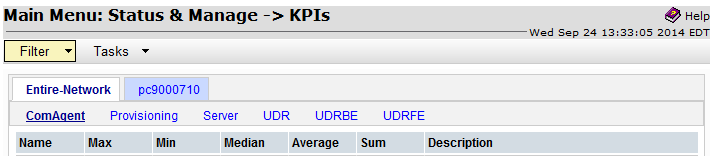 Main Menu: Status & Manage -> KPIs
Help
Wed Sep 24 13:33:05 2014 EDT
Filter Tasks
Entire-Network pc9000710
ComAgent Provisioning Server UDR UDRBE UDRFE
Name Max Min Median Average Sum Description